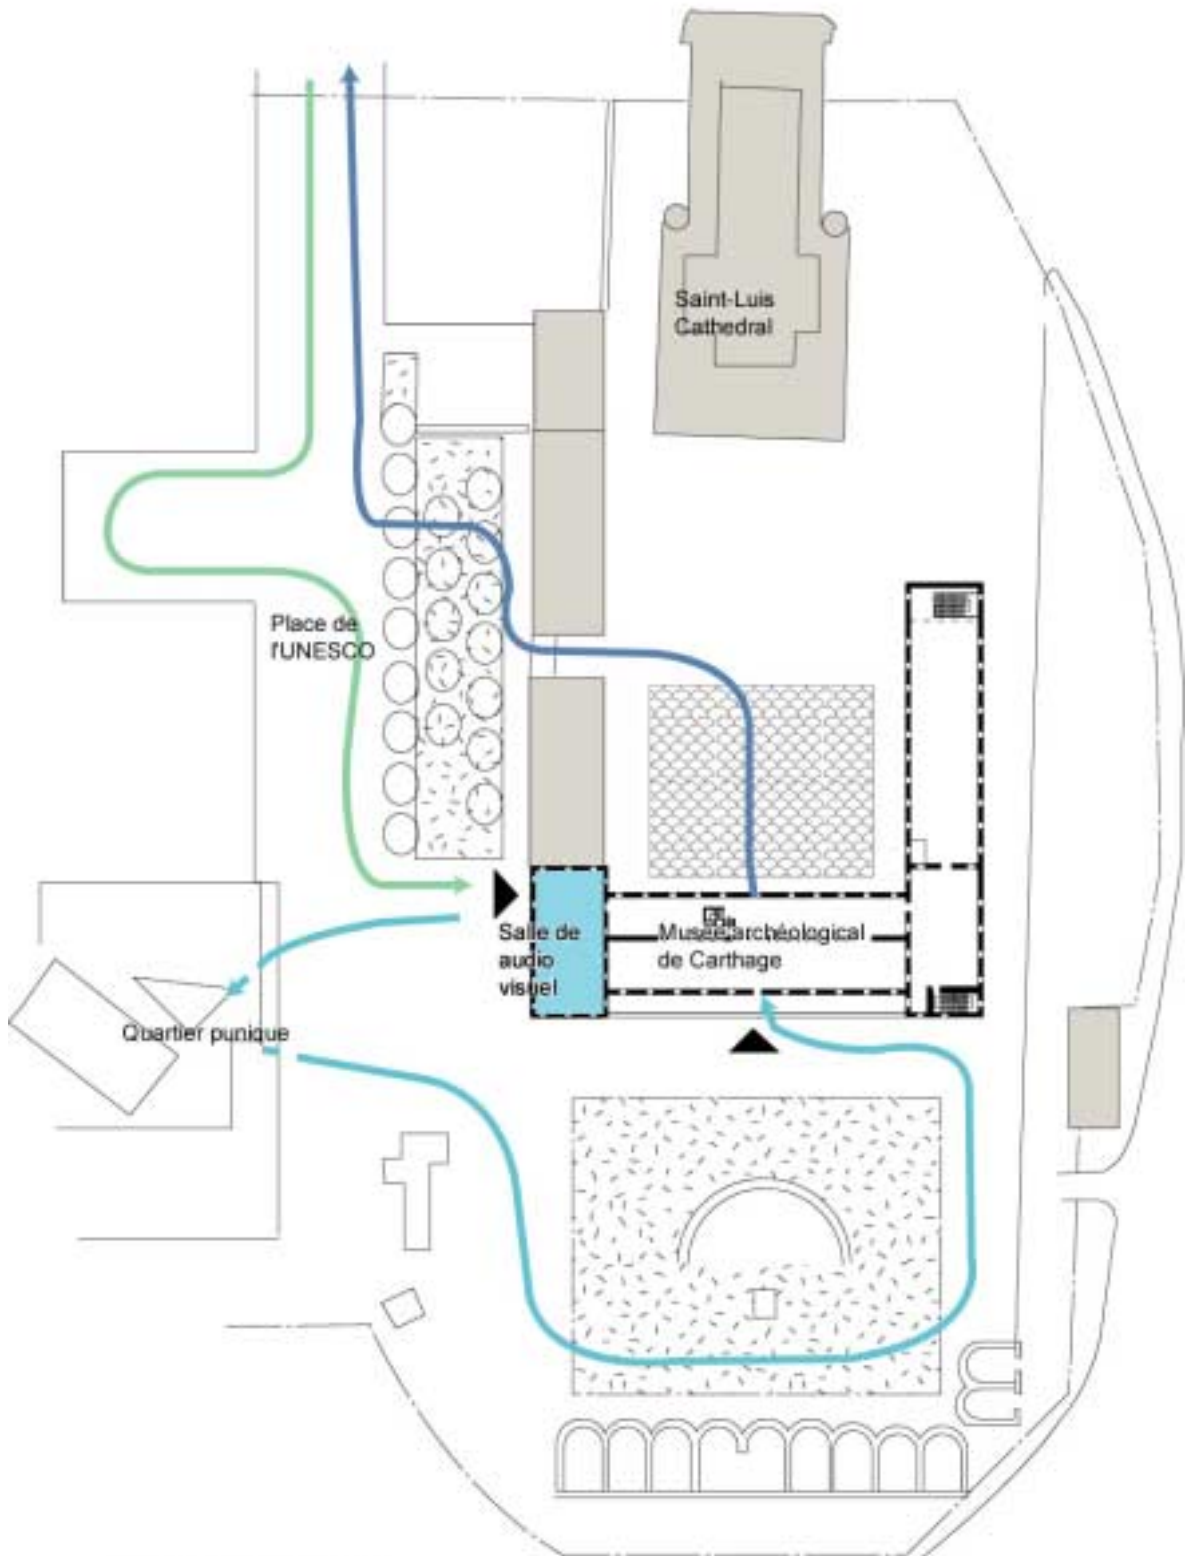 Saint-Luis
Cathedral
Place de
l'UNESCO
Salle de
audio
visuel
Musée archéological
de Carthage
Quartier punique